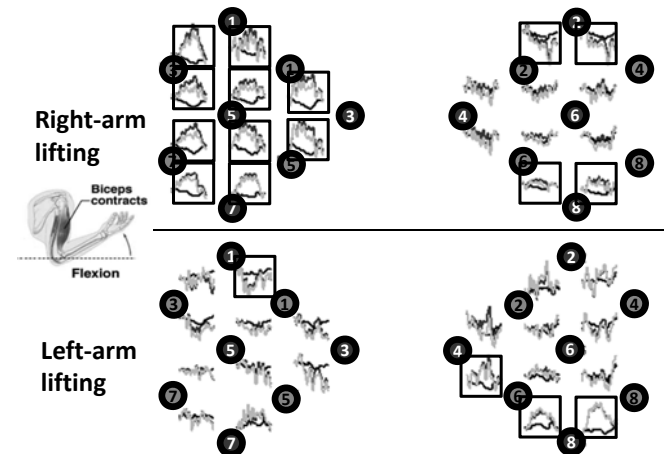 1 2
3 1 2 4
Right-arm
lifting
5 3 4 6
7 5 6 8
Biceps
contracts
7 8
Flexion
1 2
3 1 2 4
Left-arm
lifting
5 3 4 6
7 5 6 8
7 8